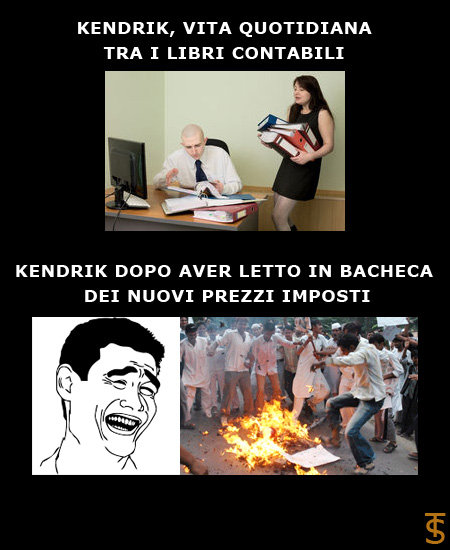 KENDRIK, VITA QUOTIDIANA
TRA I LIBRI CONTABILI
KENDRIK DOPO AVER LETTO IN BACHECA
DEI NUOVI PREZZI IMPOSTI